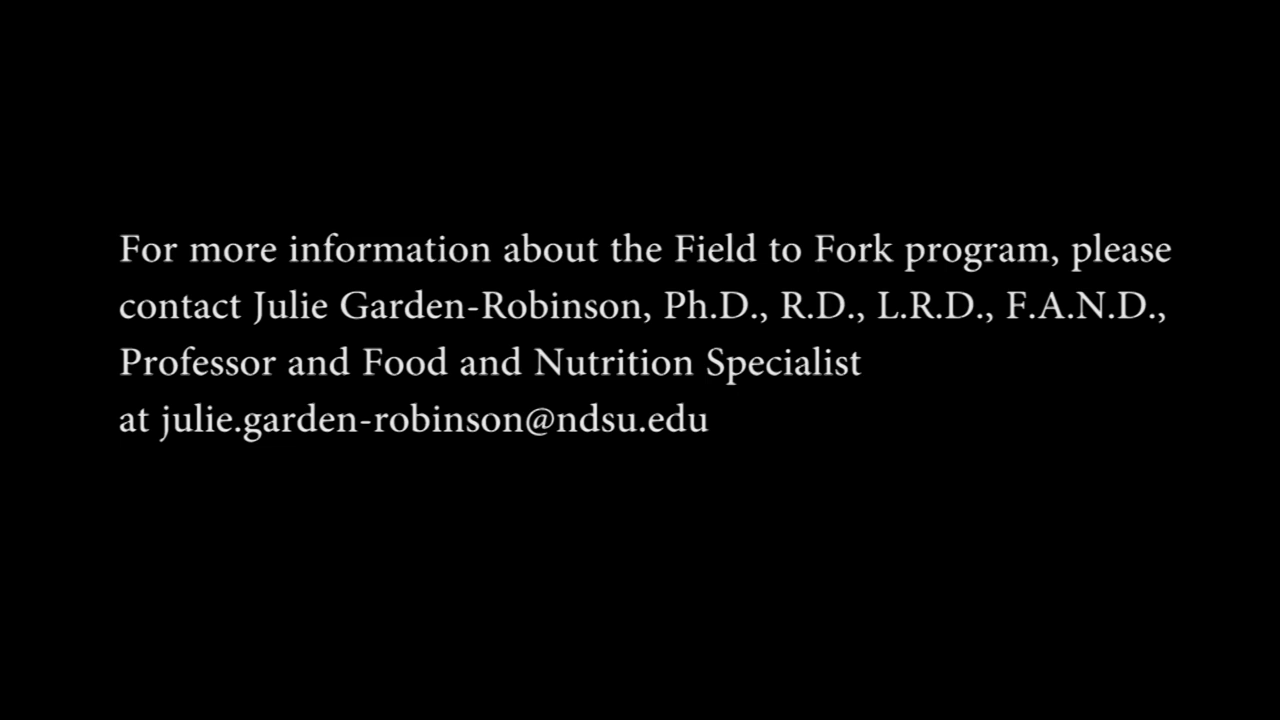 For more information about the Field to Fork program, please
contact Julie Garden-Robinson, Ph.D., R.D., L.R.D., F.A.N.D.,
Professor and Food and Nutrition Specialist
at julie.garden-robinson@ndsu.edu